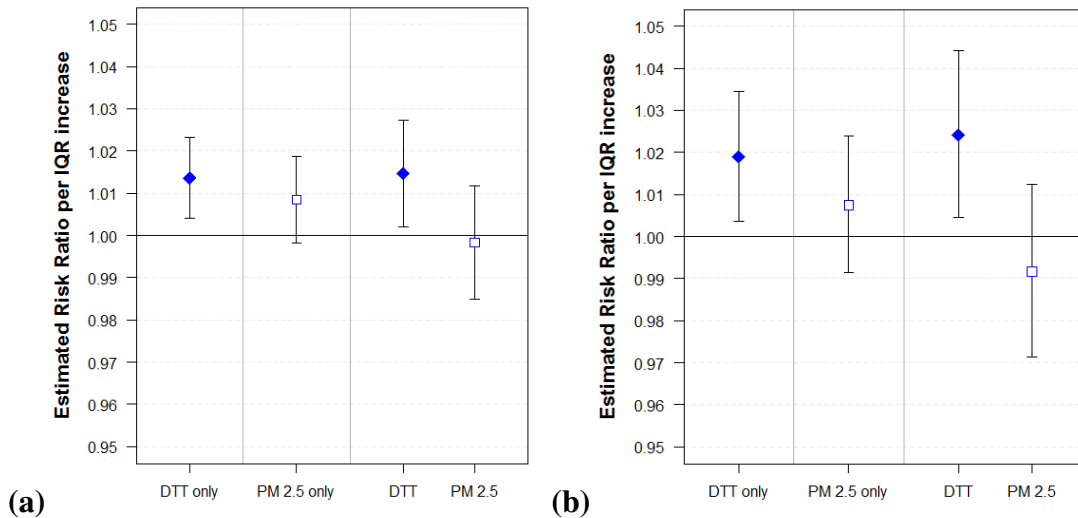 Estimated Risk Ratio per IQR increase
1.05
1.04
1.03
1.02
1.01
1.00
0.99
0.98
0.97
0.96
0.95
DTT only
PM 2.5 only
DTT
PM 2.5
(a)
Estimated Risk Ratio per IQR increase
1.05
1.04
1.03
1.02
1.01
1.00
0.99
0.98
0.97
0.96
0.95
DTT only
PM 2.5 only
DTT
PM 2.5
(b)